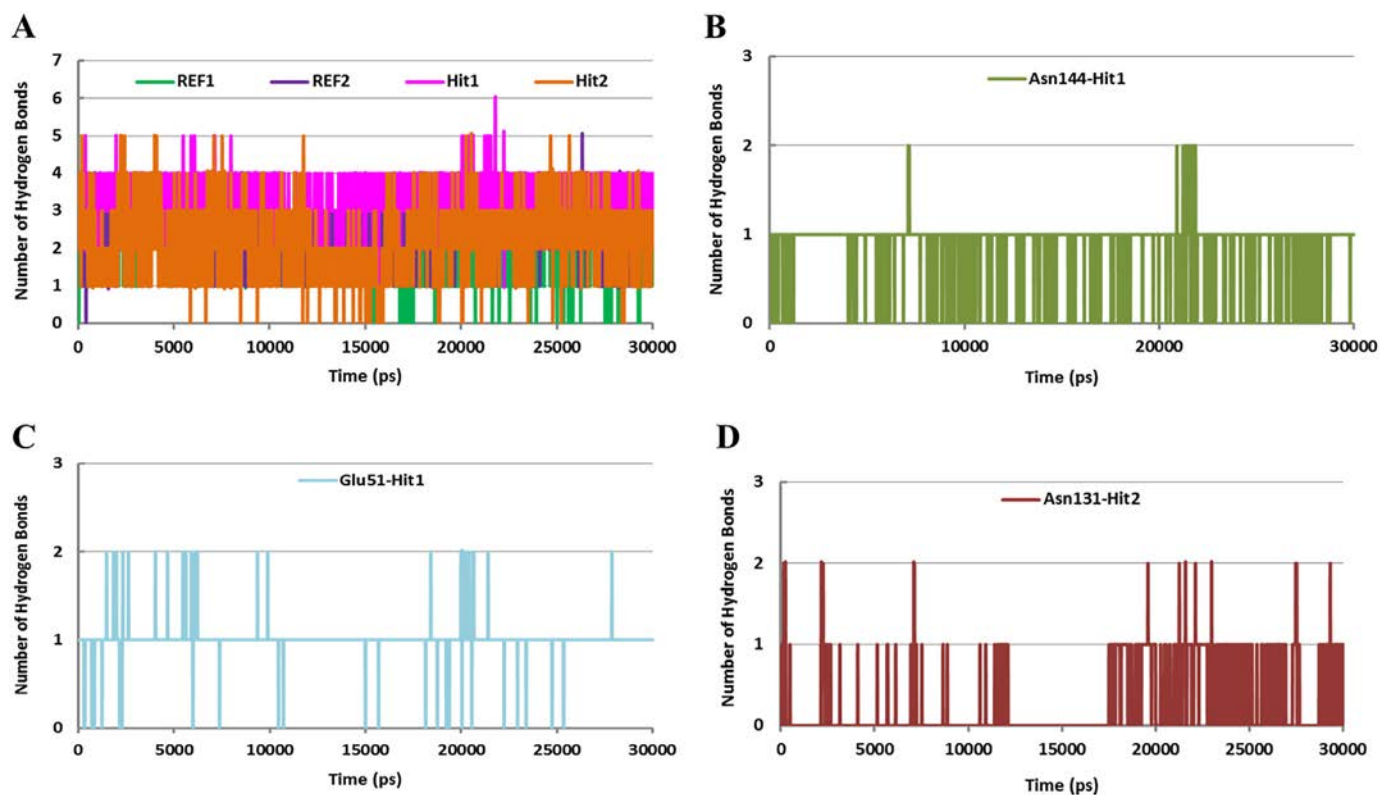 A
Number of Hydrogen Bonds
7
6
5
4
3
2
1
0
REF1 REF2 Hit1 Hit2
0 5000 10000 15000 20000 25000 30000
Time (ps)
B
Number of Hydrogen Bonds
3
2
1
0
Asn144-Hit1
0 10000 20000 30000
Time (ps)
C
Number of Hydrogen Bonds
3
2
1
0
Glu51-Hit1
0 5000 10000 15000 20000 25000 30000
Time (ps)
D
Number of Hydrogen Bonds
3
2
1
0
Asn131-Hit2
0 5000 10000 15000 20000 25000 30000
Time (ps)